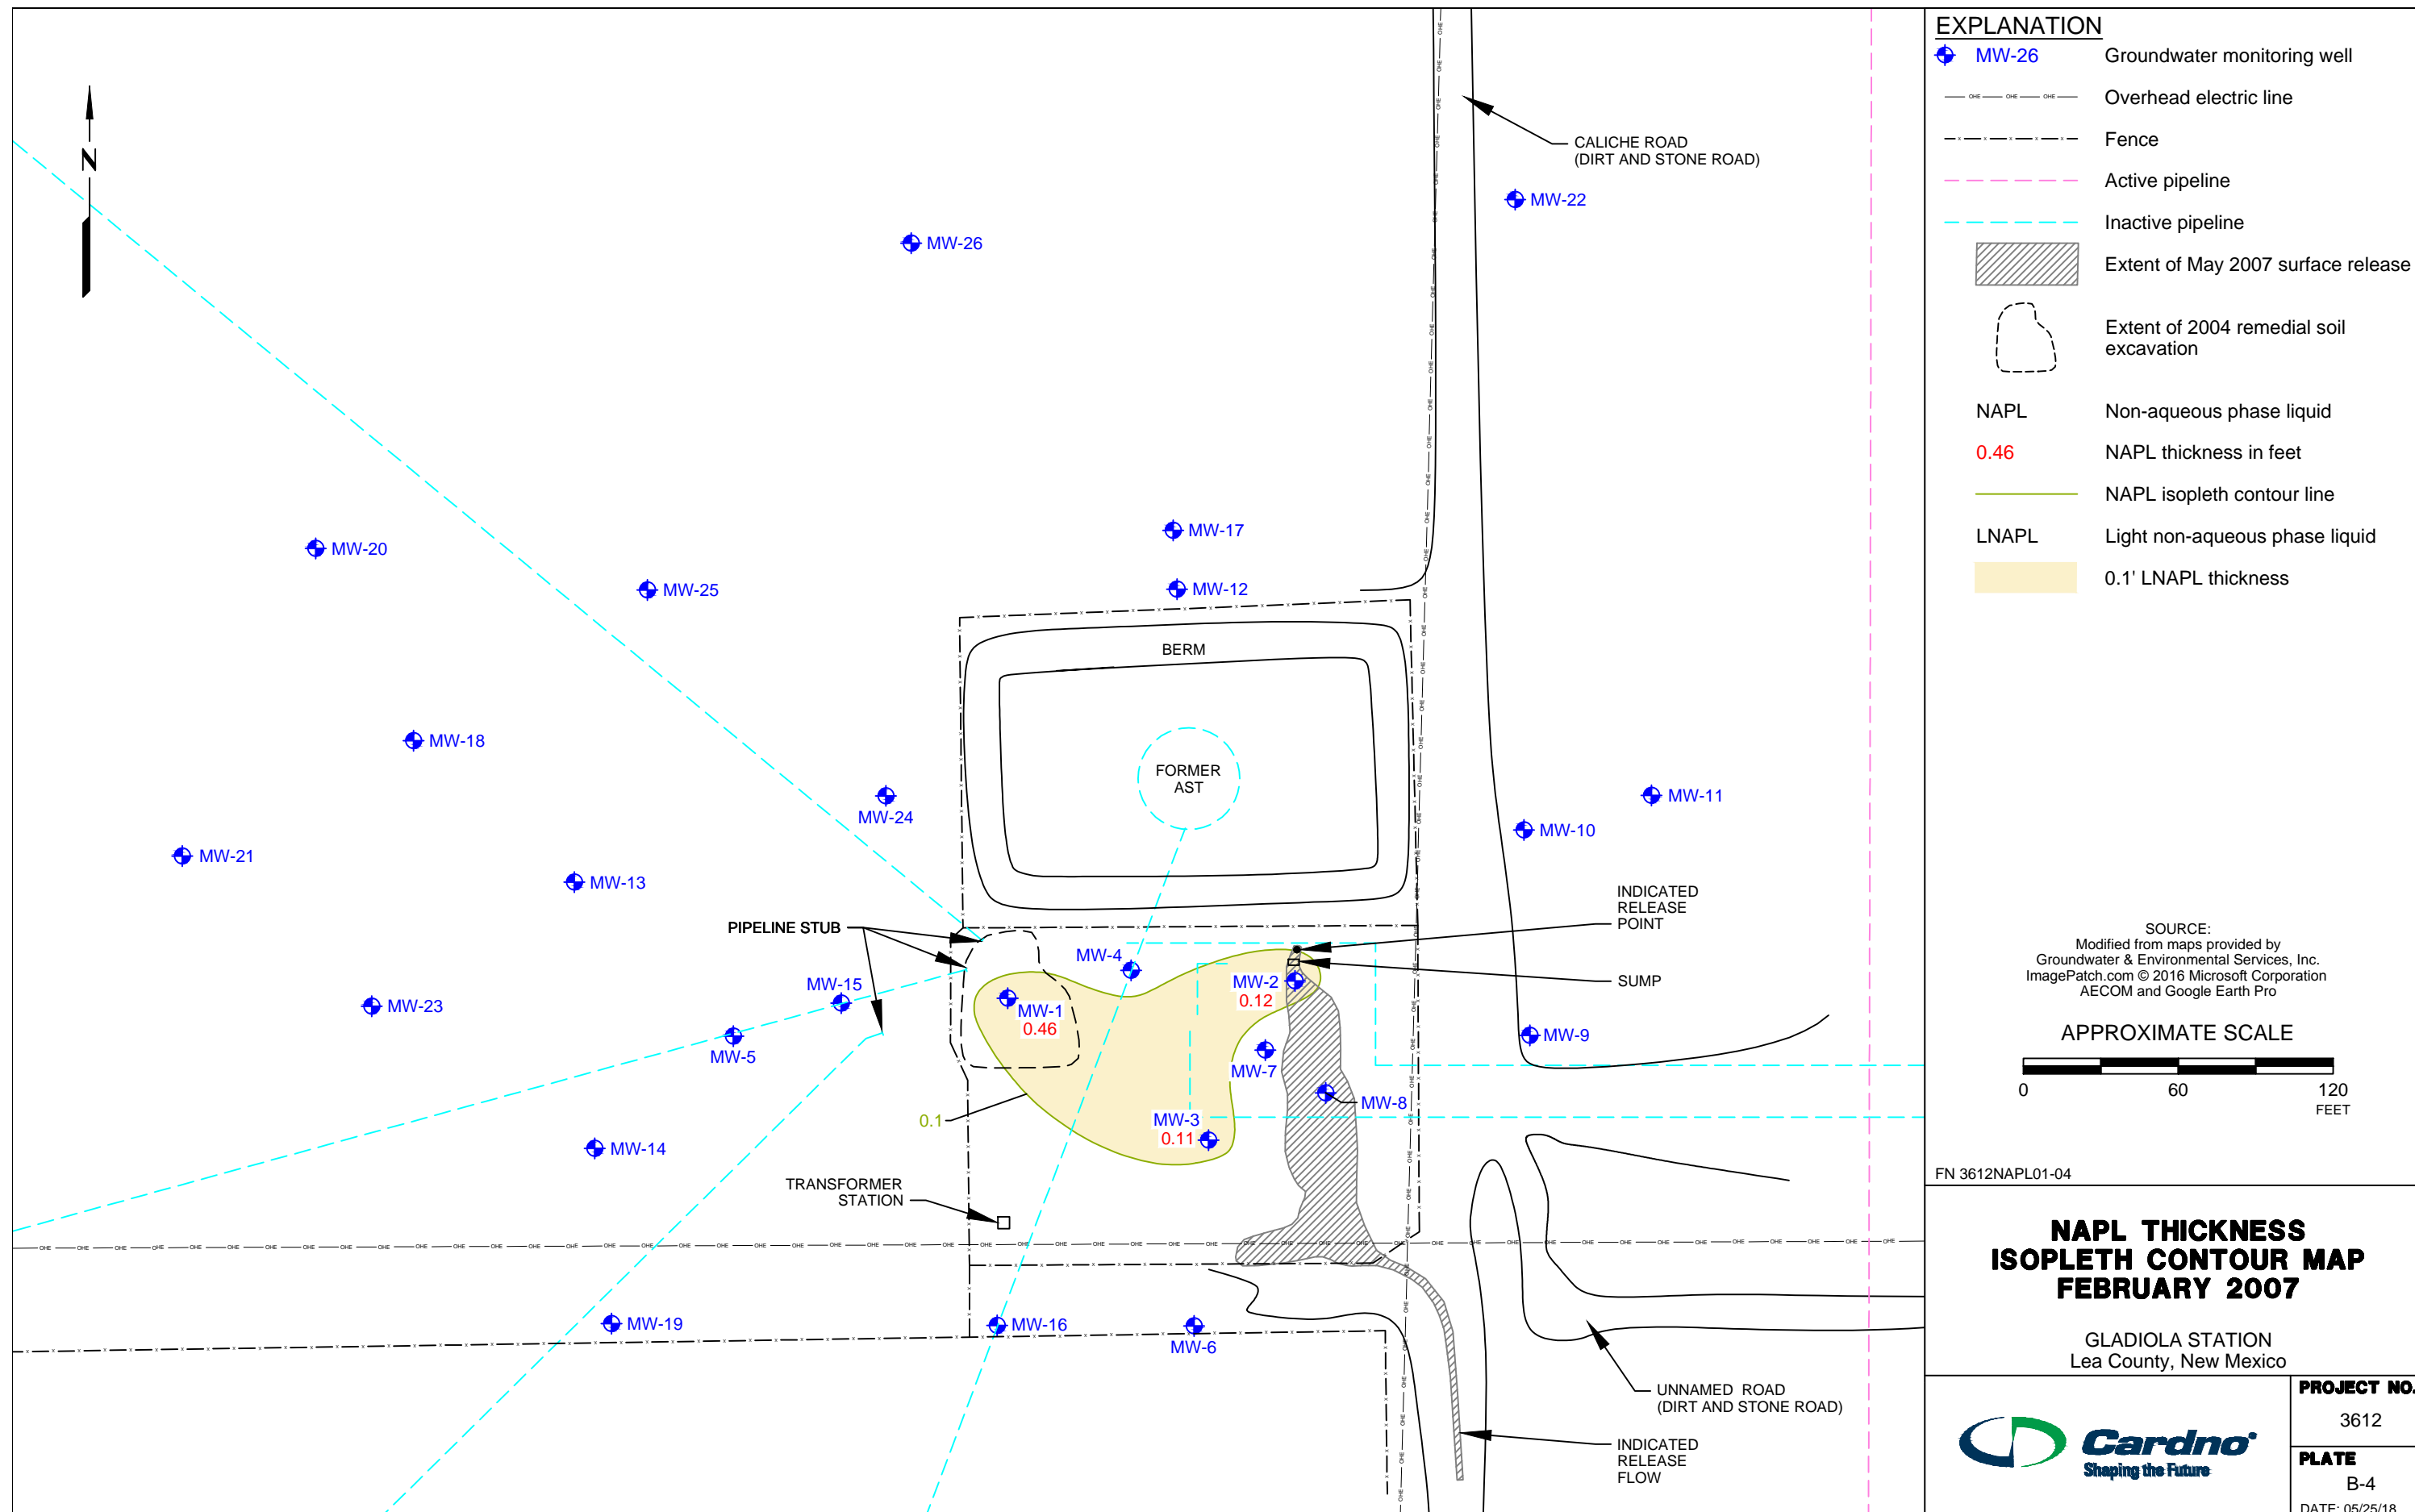 N
CALICHE ROAD
(DIRT AND STONE ROAD)
MW-22
MW-26
MW-17
MW-20
MW-25
MW-12
BERM
MW-18
FORMER
AST
MW-24
MW-11
MW-10
MW-21
MW-13
INDICATED
RELEASE
POINT
PIPELINE STUB
MW-4
SUMP
MW-15
MW-2
0.12
MW-23
MW-1
0.46
MW-5
MW-9
MW-7
MW-8
0.1
MW-3
0.11
MW-14
TRANSFORMER
STATION
OHE
MW-19
MW-16
MW-6
UNNAMED ROAD
(DIRT AND STONE ROAD)
INDICATED
RELEASE
FLOW
EXPLANATION
MW-26 Groundwater monitoring well
OHE OHE OHE Overhead electric line
Fence
Active pipeline
Inactive pipeline
Extent of May 2007 surface release
Extent of 2004 remedial soil
excavation
NAPL Non-aqueous phase liquid
0.46 NAPL thickness in feet
NAPL isopleth contour line
LNAPL Light non-aqueous phase liquid
0.1' LNAPL thickness
SOURCE:
Modified from maps provided by
Groundwater & Environmental Services, Inc.
ImagePatch.com © 2016 Microsoft Corporation
AECOM and Google Earth Pro
APPROXIMATE SCALE
0 60 120
FEET
FN 3612NAPL01-04
NAPL THICKNESS
ISOPLETH CONTOUR MAP
FEBRUARY 2007
GLADIOLA STATION
Lea County, New Mexico
Cardno
Shaping the Future
PROJECT NO.
3612
PLATE
B-4
DATE: 05/25/18